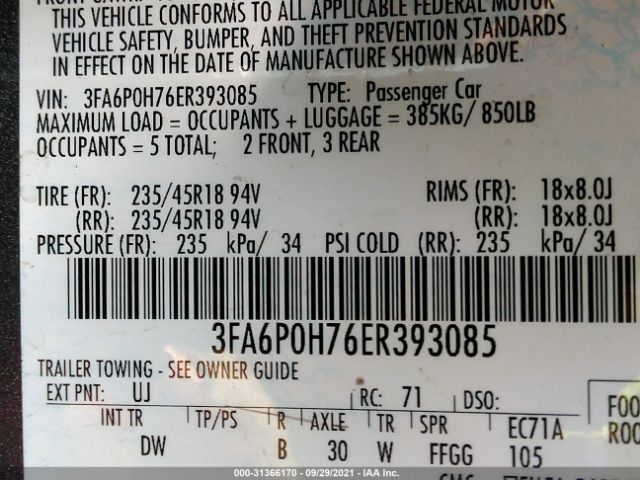 THIS VEHICLE CONFORMS TO ALL APPLICABLE FEDERAL MOTOR
VEHICLE SAFETY, BUMPER, AND THEFT PREVENTION STANDARDS
IN EFFECT ON THE DATE OF MANUFACTURE SHOWN ABOVE.
VIN: 3FA6P0H76ER393085 TYPE: Passenger Car
MAXIMUM LOAD = OCCUPANTS + LUGGAGE = 385KG/ 850LB
OCCUPANTS = 5 TOTAL; 2 FRONT, 3 REAR
TIRE (FR): 235/45R18 94V RIMS (FR): 18x8.0J
(RR): 235/45R18 94V (RR): 18x8.0J
PRESSURE (FR): 235 kPa/ 34 PSI COLD (RR): 235 kPa/ 34
3FA6P0H76ER393085
TRAILER TOWING - SEE OWNER GUIDE
EXT PNT: UJ RC: 71 DSO:
INT TR TP/PS R AXLE TR SPR EC71A
DW B 30 W FFGG 105
FOO
ROO
000-31366170 - 09/29/2021 - IAA Inc.